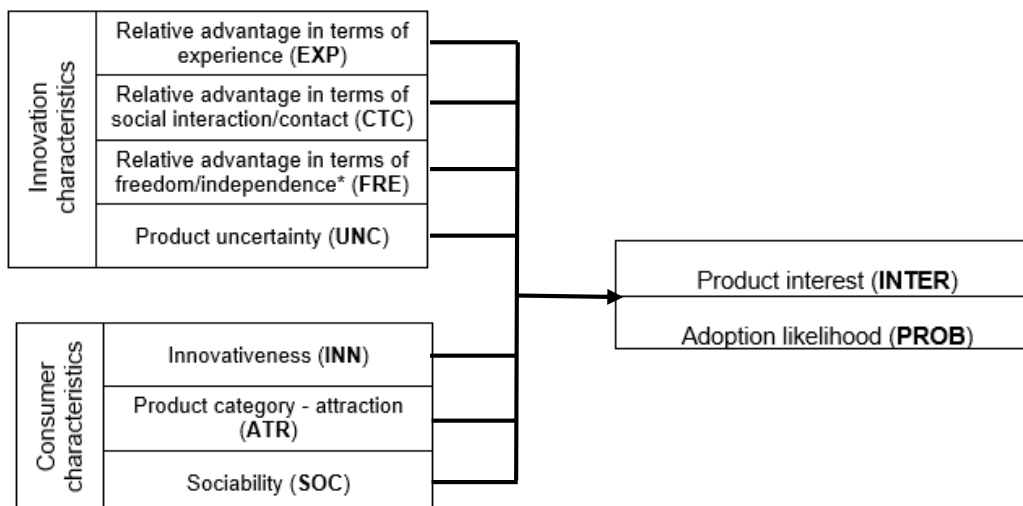 Innovation
characteristics
Relative advantage in terms of
experience (EXP)
Relative advantage in terms of
social interaction/contact (CTC)
Relative advantage in terms of
freedom/independence* (FRE)
Product uncertainty (UNC)
Product interest (INTER)
Adoption likelihood (PROB)
Consumer
characteristics
Innovativeness (INN)
Product category - attraction
(ATR)
Sociability (SOC)